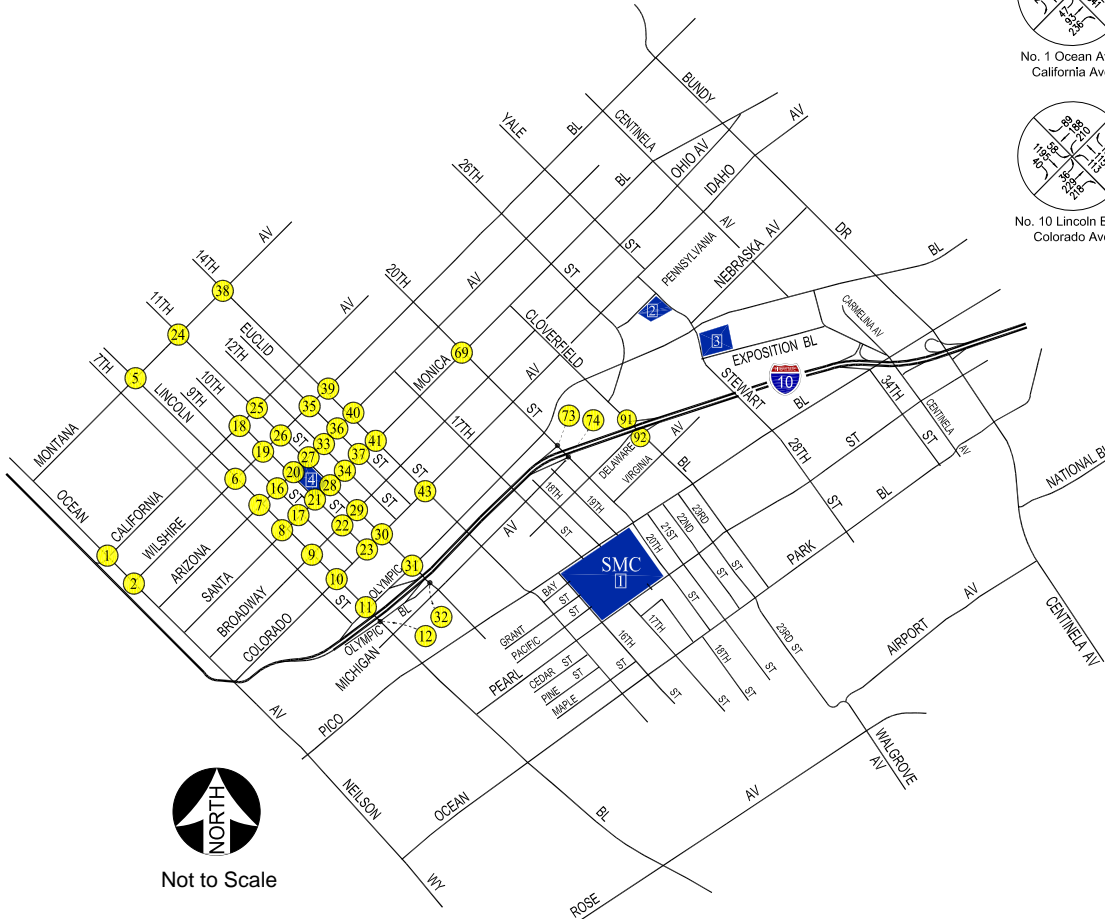 No. 1 Ocean A
California Av
No. 10 Lincoln
Colorado Av
BUNDY
DR
CENTINELA
AV
YALE
ST
26TH
ST
BL
BL
OHIO AV
IDAHO
AV
PENNSYLVANIA
NEBRASKA AV
BL
CARMELINA AV
EXPOSITION BL
STEWART
BL
10
34TH
ST
CENTINELA
AV
28TH
ST
ST
BL
NATIONAL
PARK
14TH
AV
11TH
EUCLID
12TH
AV
20TH
AV
MONICA
CLOVERFIELD
AV
ST
17TH
7TH
LINCOLN
10TH
9TH
ST
ST
ST
ST
ST
MONTANA
OCEAN
CALIFORNIA
WILSHIRE
ARIZONA
SANTA
BROADWAY
COLORADO
ST
OLYMPIC
BL
OLYMPIC
MICHIGAN
AV
PICO
DELAWARE
AV
VIRGINIA
BL
18TH
ST
19TH
SMC
1
2
3
4
20TH
21ST
22ND
23RD
ST
ST
ST
BAY
ST
GRANT
ST
PACIFIC
PEARL
CEDAR ST
PINE ST
MAPLE ST
16TH
17TH
18TH
ST
ST
ST
ST
23RD ST
AIRPORT
AV
CENTINELA AV
WALGROVE
AV
AV
NEILSON
WY
OCEAN
BL
ROSE
AV
1
2
5
6
7
8
9
10
11
12
16
17
18
19
20
21
22
23
24
25
26
27
28
29
30
31
32
33
34
35
36
37
38
39
40
41
43
69
73
74
91
92
NORTH
Not to Scale